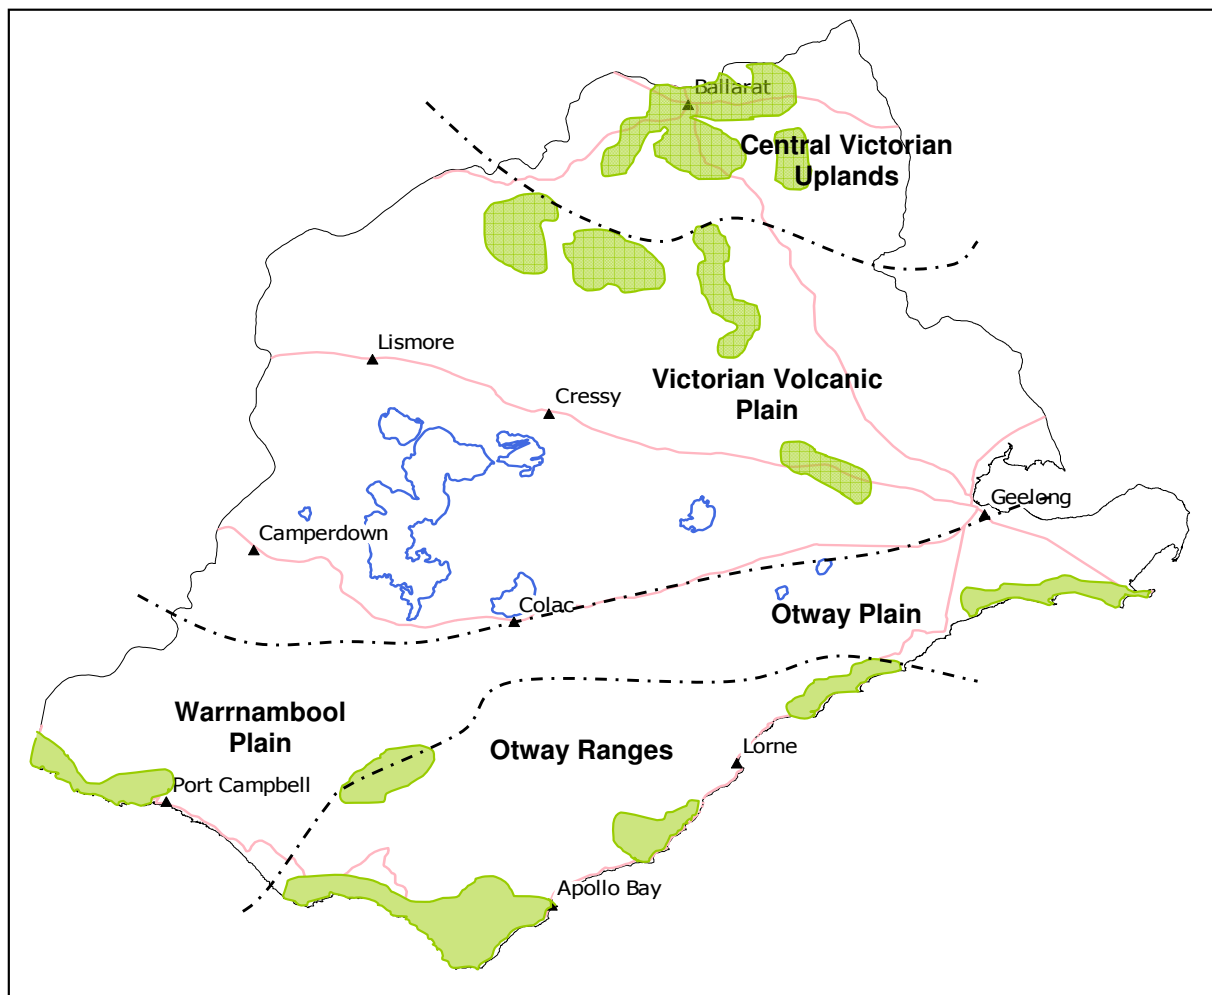 Ballarat
Central Victorian
Uplands
Lismore
Victorian Volcanic
Plain
Cressy
Geelong
Camperdown
Colac
Otway Plain
Warrnambool
Plain
Otway Ranges
Lorne
Port Campbell
Apollo Bay